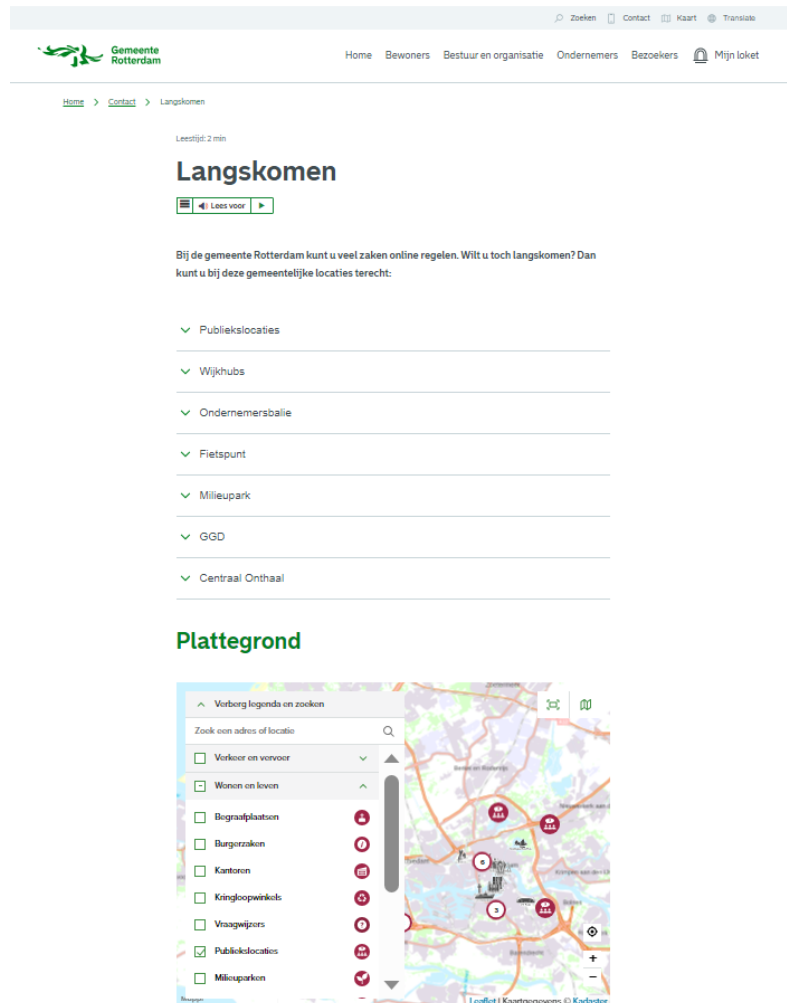 Zoeken Contact Kaart Translate
Gemeente
Rotterdam
Home Bewoners Bestuur en organisatie Ondernemers Bezoekers Mijn loket
Home > Contact > Langskomen
Leestijd: 2 min
Langskomen
Lees voor
Bij de gemeente Rotterdam kunt u veel zaken online regelen. Wilt u toch langskomen? Dan
kunt u bij deze gemeentelijke locaties terecht:
Publiekslocaties
Wijkhubs
Ondernemersbalie
Fietspunt
Milieupark
GGD
Centraal Onthaal
Plattegrond
Verberg legenda en zoeken
Zoek een adres of locatie
Verkeer en vervoer
Wonen en leven
Begraafplaatsen
Burgerzaken
Kantoren
Kringloopwinkels
Vraagwijzers
Publiekslocaties
Milieuparken
6
3
Barendrecht
+
−
Leaflet | Kaartgegevens © Kadaster